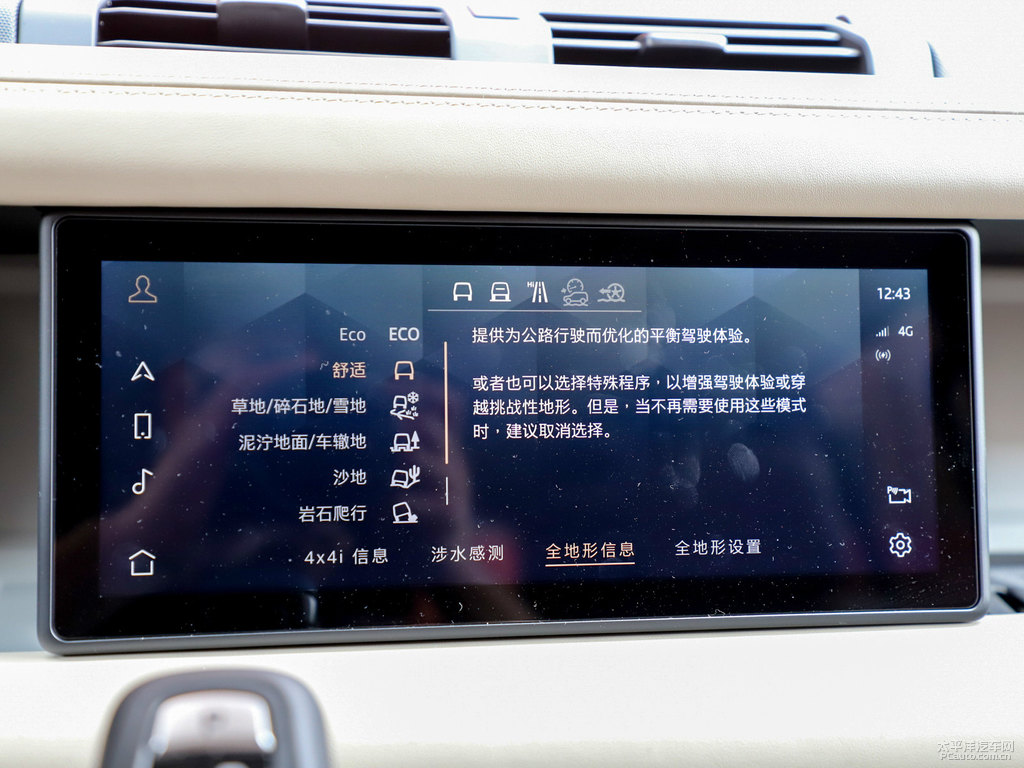 12:43
4G
Eco ECO
舒适
草地/碎石地/雪地
泥泞地面/车辙地
沙地
岩石爬行
提供为公路行驶而优化的平衡驾驶体验。
或者也可以选择特殊程序，以增强驾驶体验或穿
越挑战性地形。但是，当不再需要使用这些模式
时，建议取消选择。
4x4i 信息 涉水感测 全地形信息 全地形设置
太平洋汽车网
PCauto.com.cn